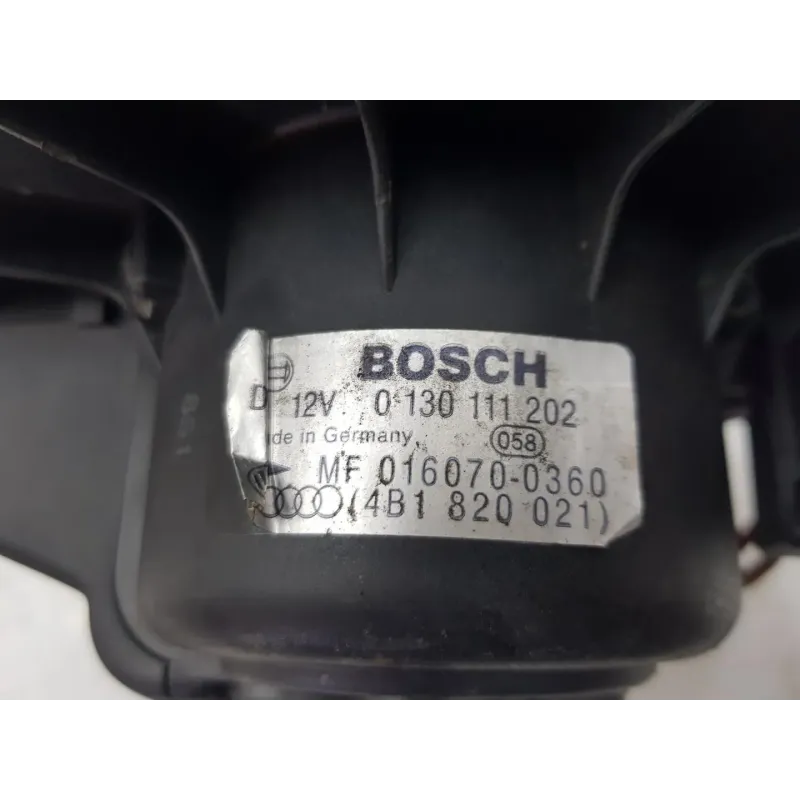 BOSCH
D 12V 0 130 111 202
de in Germany 058
MF 016070-0360
(4B1 820 021)